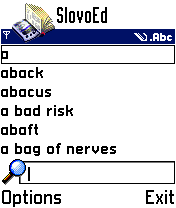 SlovoEd
.Abc
a
aback
abacus
a bad risk
abaft
a bag of nerves
Options Exit